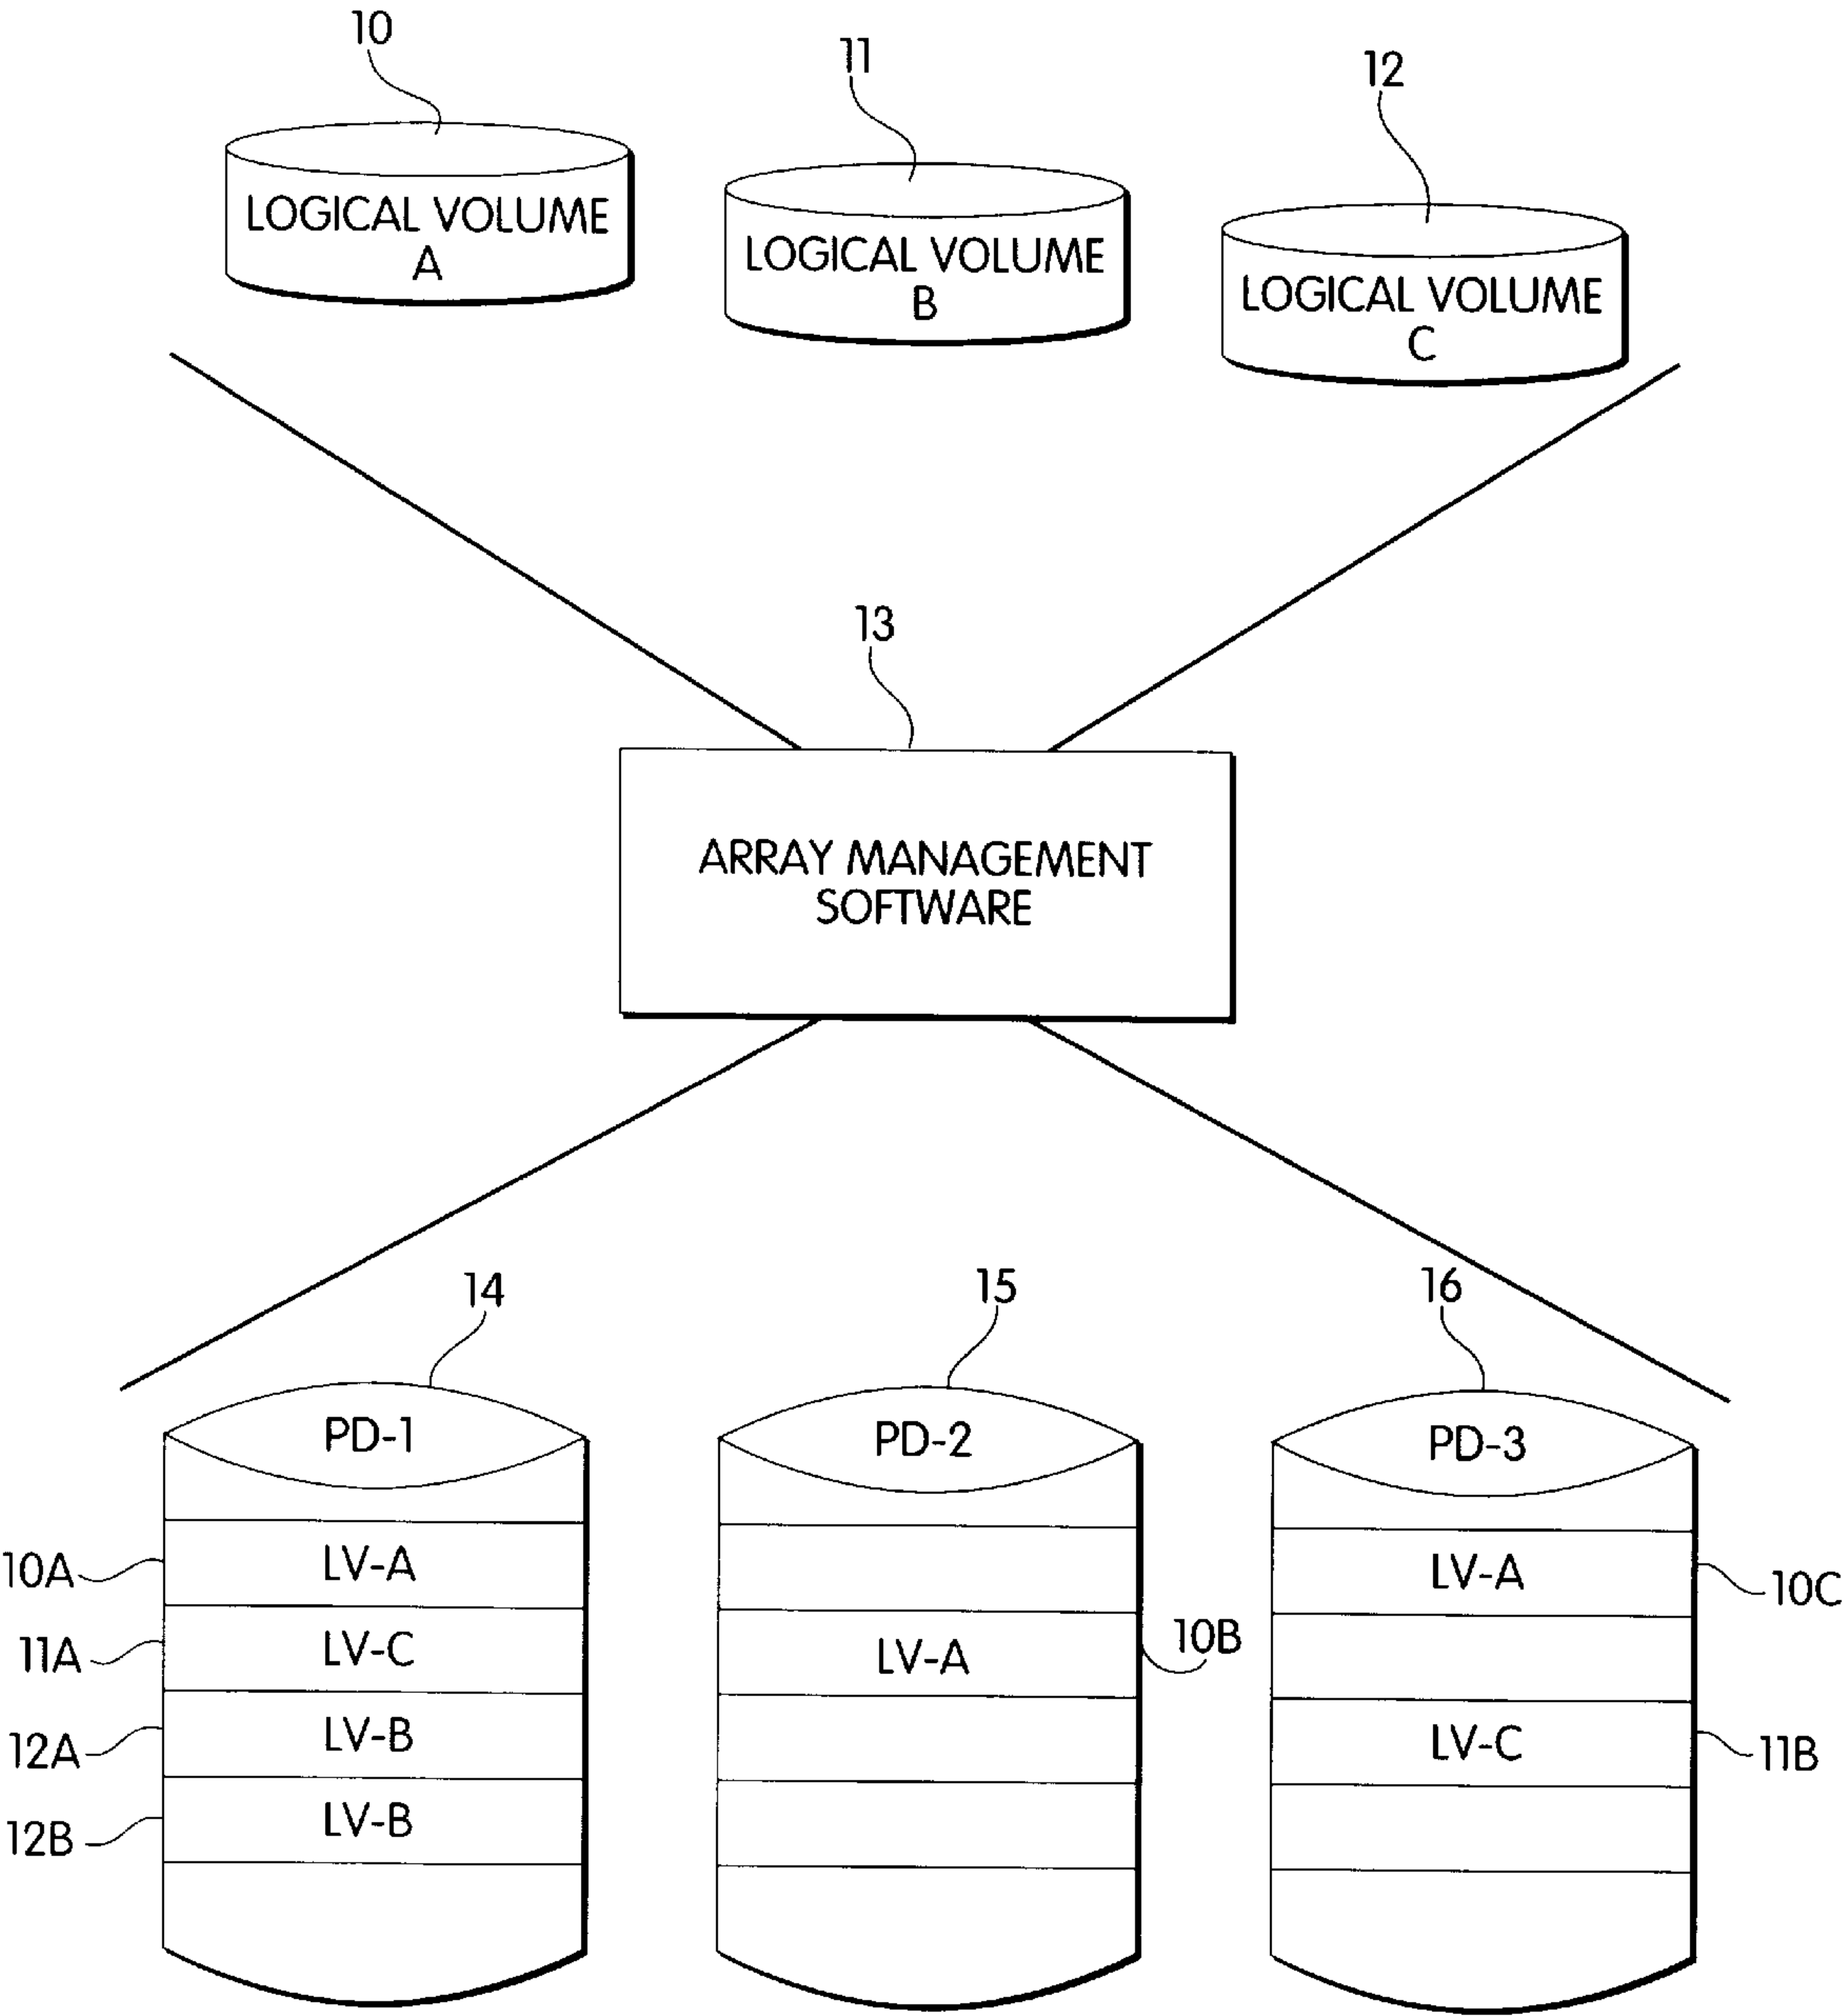 10
11
12
LOGICAL VOLUME
A
LOGICAL VOLUME
B
LOGICAL VOLUME
C
13
ARRAY MANAGEMENT
SOFTWARE
14
15
16
PD-1
PD-2
PD-3
10A
LV-A
LV-A
10C
11A
LV-C
LV-A
10B
12A
LV-B
LV-C
11B
12B
LV-B